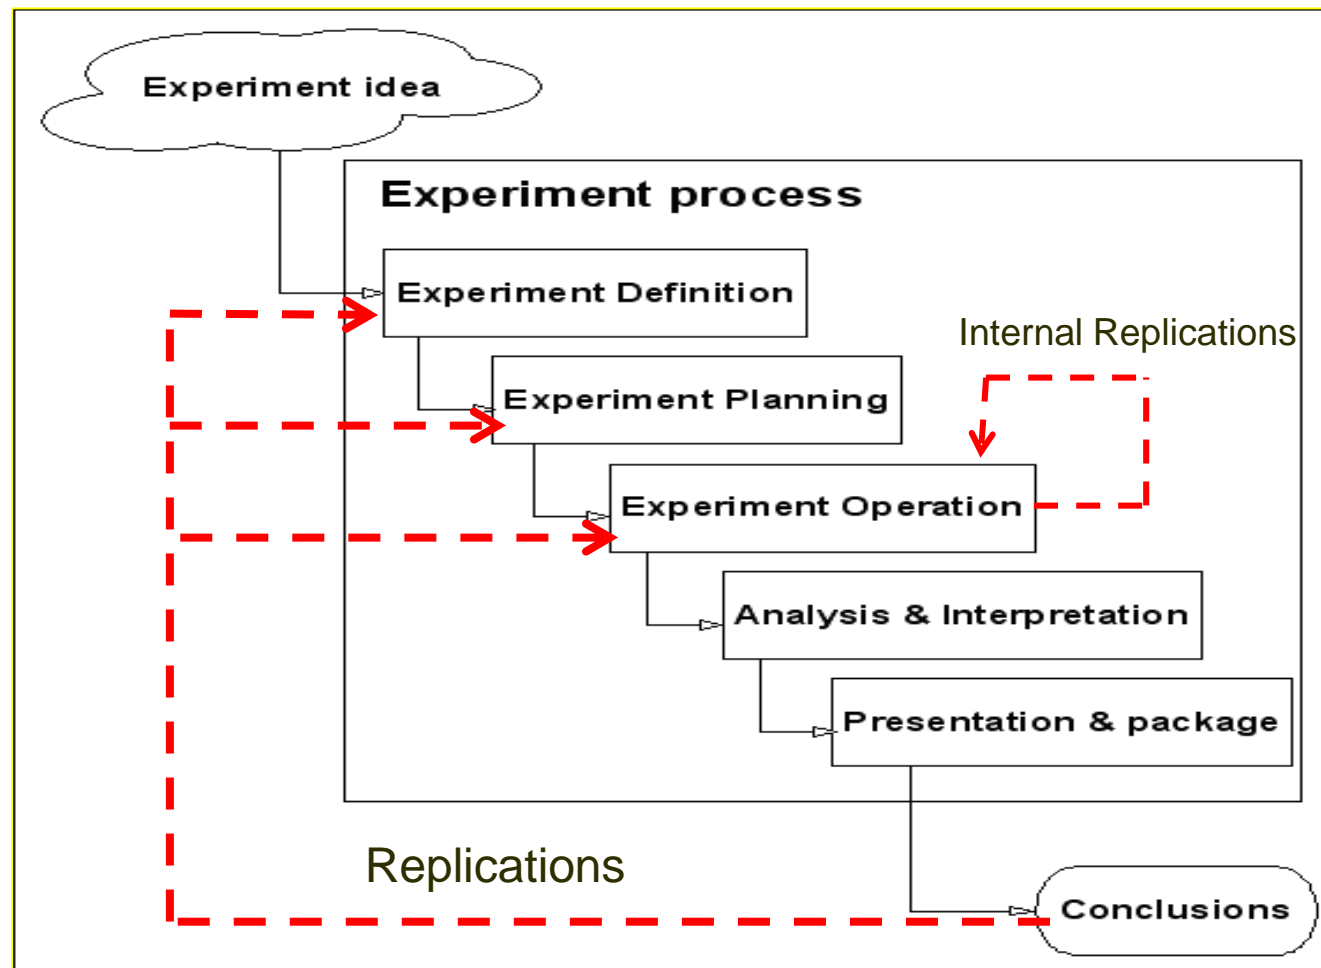 Experiment idea
Experiment process
Experiment Definition
Internal Replications
Experiment Planning
Experiment Operation
Analysis & Interpretation
Presentation & package
Replications
Conclusions